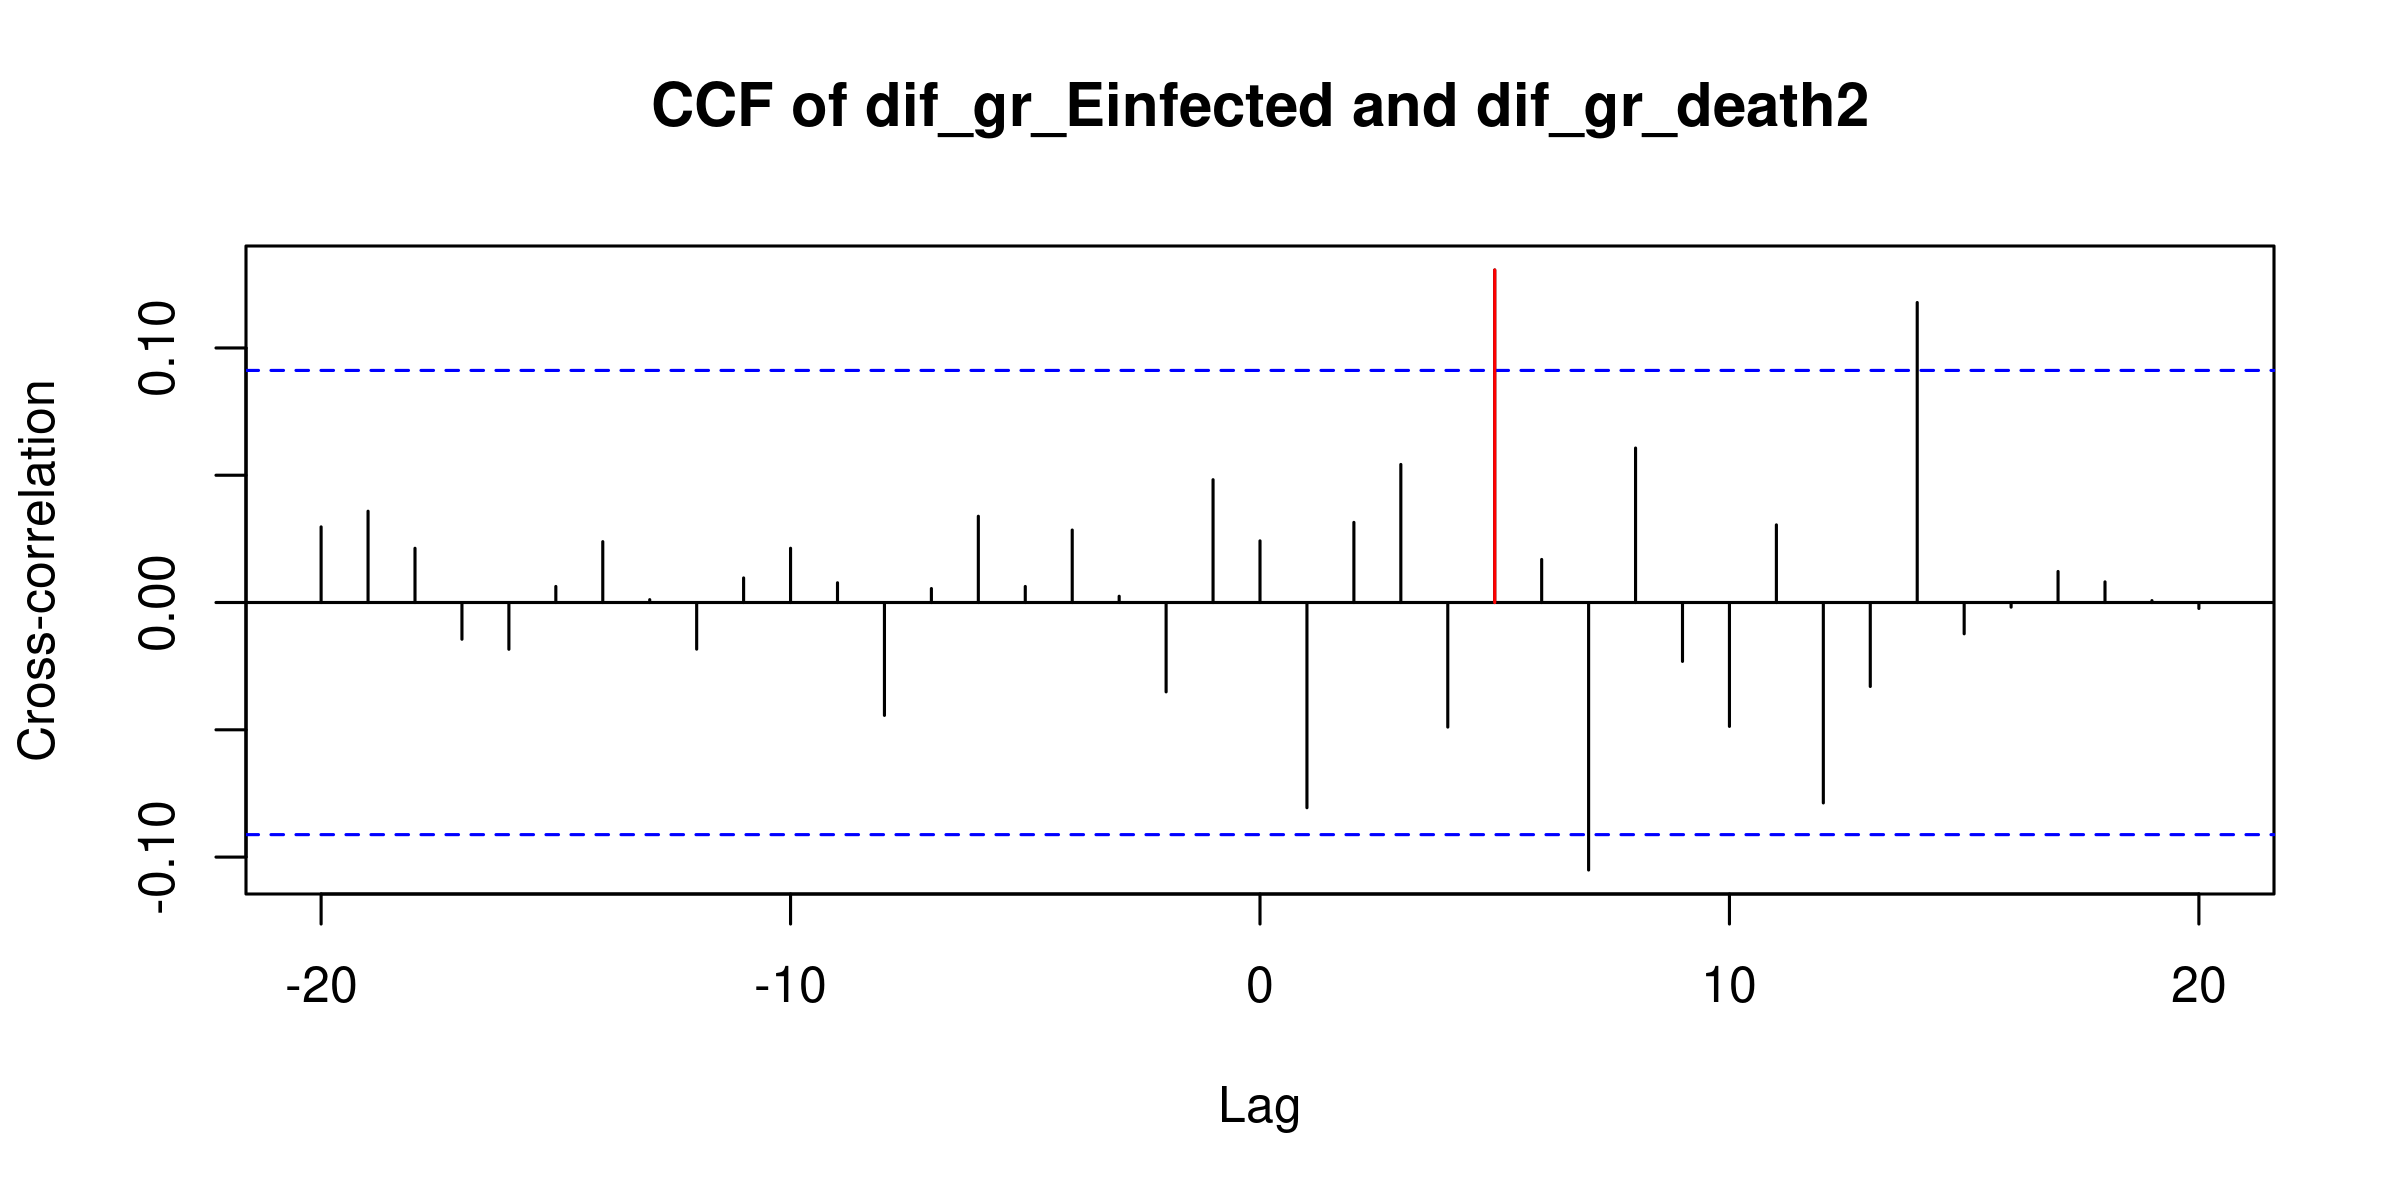 CCF of dif_gr_Einfected and dif_gr_death2
Cross-correlation
0.10
0.00
-0.10
-20 -10 0 10 20
Lag